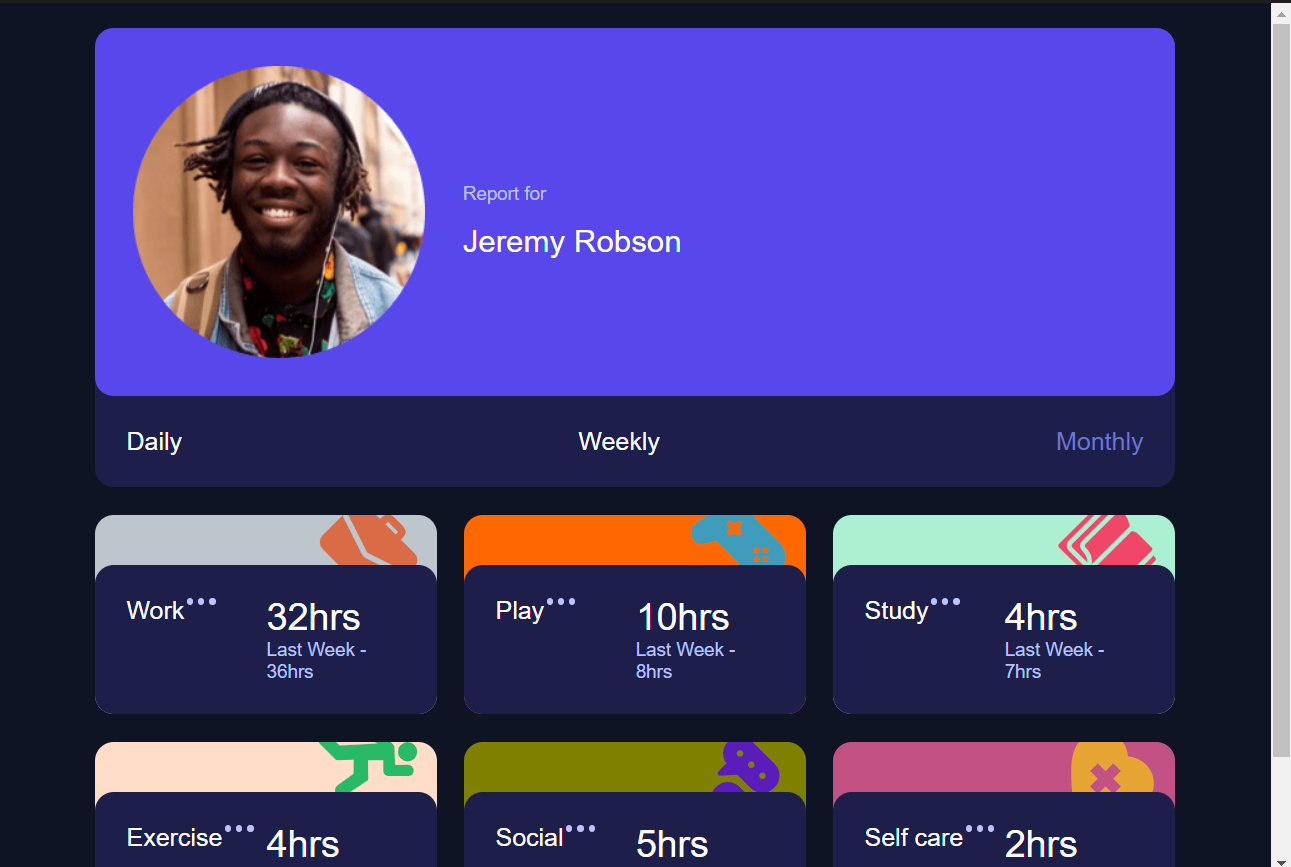 Report for
Jeremy Robson
Daily Weekly Monthly
Work
32hrs
Last Week -
36hrs
Play
10hrs
Last Week -
8hrs
Study
4hrs
Last Week -
7hrs
Exercise
4hrs
Social
5hrs
Self care
2hrs